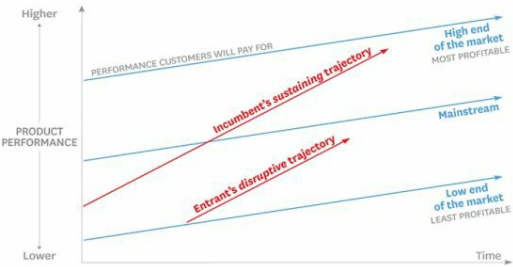 Higher
PERFORMANCE CUSTOMERS WILL PAY FOR
High end
of the market
MOST PROFITABLE
Incumbent's sustaining trajectory
Mainstream
PRODUCT
PERFORMANCE
Entrant's disruptive trajectory
Low end
of the market
LEAST PROFITABLE
Lower
Time